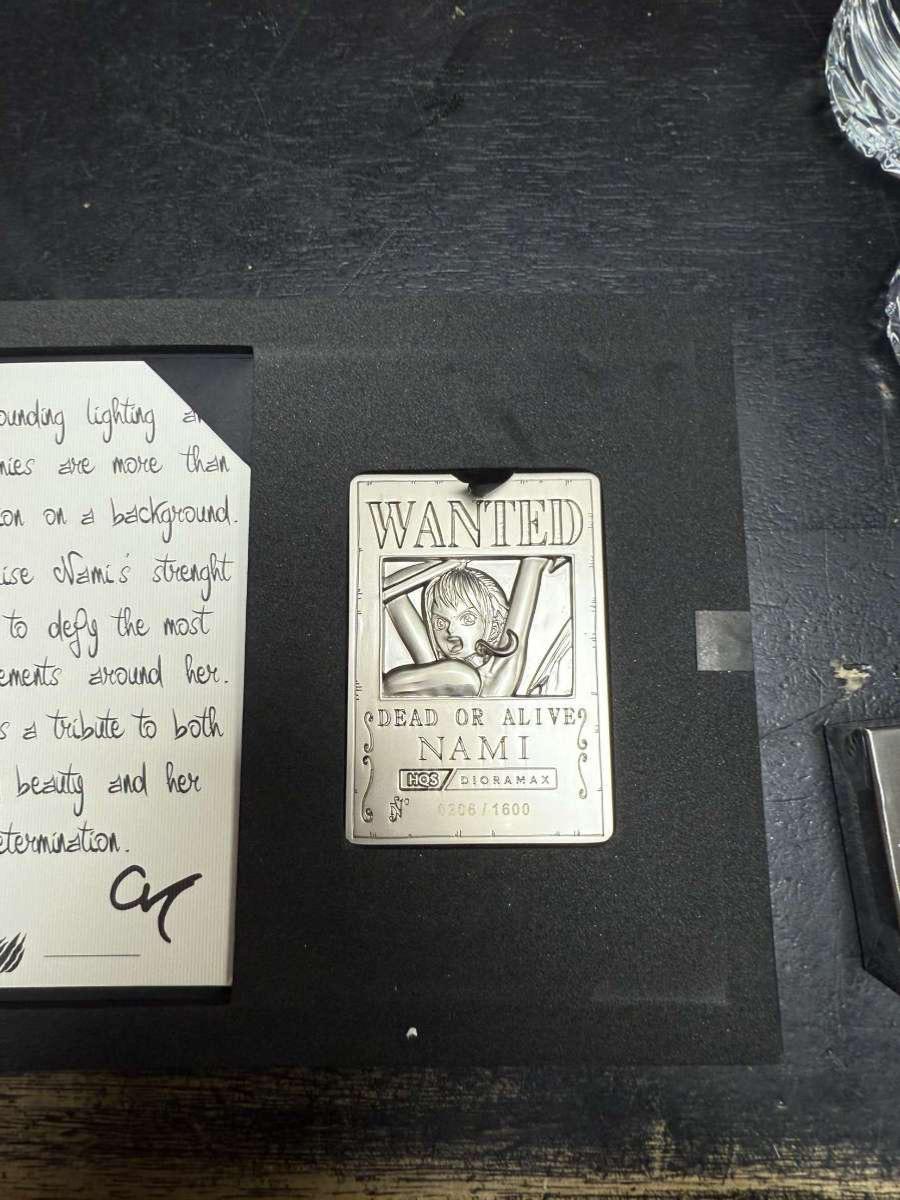 ounding lighting
nies are more than
on on a background.
ise Nami's strenght
to defy the most
ements around her.
s a tribute to both
beauty and her
etermination.
WANTED
DEAD OR ALIVE
NAMI
HQS DIORAMAX
N° 0206 / 1600